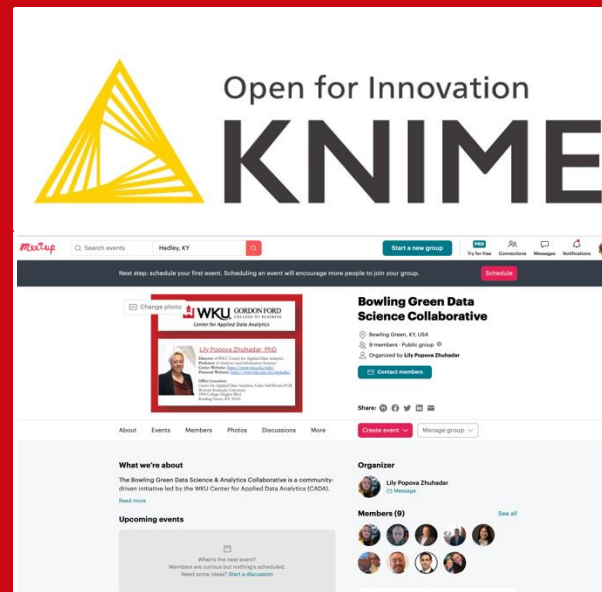 Open for Innovation
KNIME
Meetup
Search events
Hadley, KY
Start a new group
PRO
Try for free
Connections
Messages
Notifications
Next step: schedule your first event. Scheduling an event will encourage more people to join your group.
Schedule
Change photo
WKU GORDON FORD
COLLEGE OF BUSINESS
Center for Applied Data Analytics
Lily Popova Zhuhadar, PhD
Office Location:
Bowling Green Data
Science Collaborative
Bowling Green, KY, USA
9 members · Public group
Organized by Lily Popova Zhuhadar
Contact members
Share:
About
Events
Members
Photos
Discussions
More
Create event
Manage group
What we're about
The Bowling Green Data Science & Analytics Collaborative is a community-
driven initiative led by the WKU Center for Applied Data Analytics (CADA).
Read more
Upcoming events
When's the next event?
Members are curious but nothing's scheduled.
Need some ideas? Start a discussion
Organizer
Lily Popova Zhuhadar
Message
Members (9)
See all